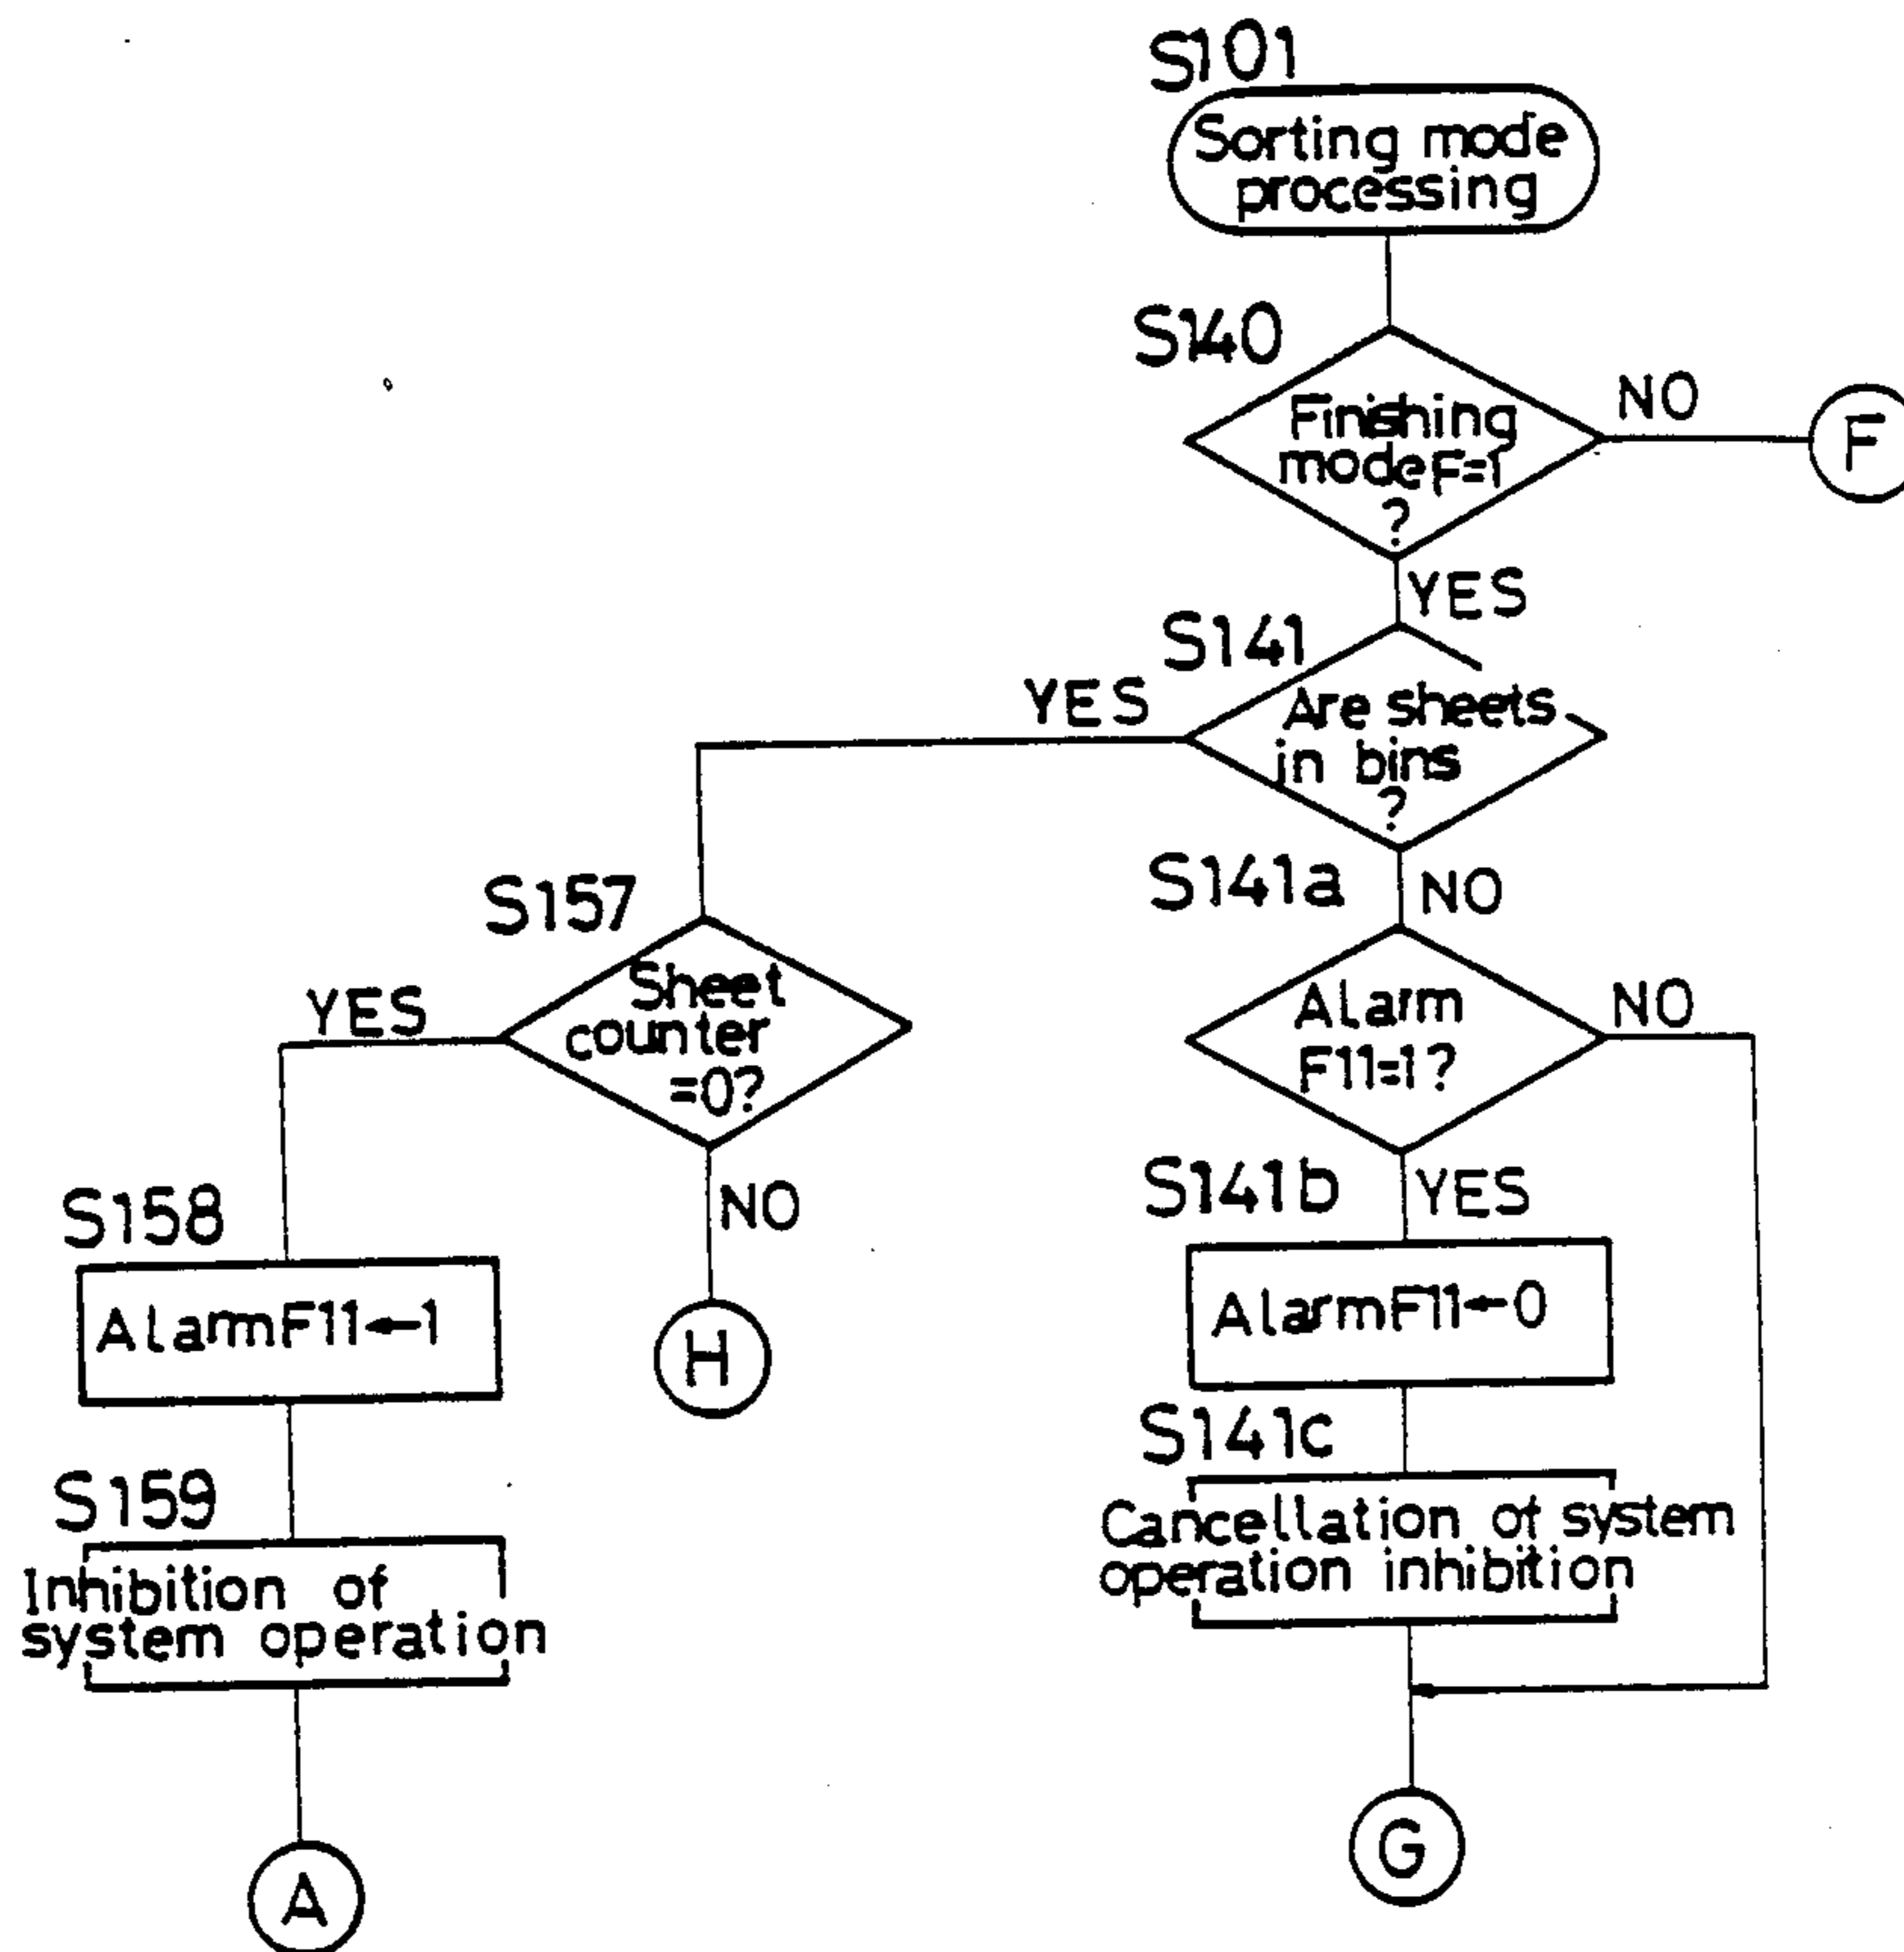 S101
Sorting mode
processing
S140
Finishing
mode F=1
?
NO
F
YES
S141
YES
Are sheets
in bins
?
S141a
NO
S157
Sheet
counter
=0?
YES
NO
H
Alarm
F11=1?
NO
S141b
YES
S158
Alarm F11←1
Alarm F11←0
S159
Inhibition of
system operation
S141c
Cancellation of system
operation inhibition
A
G